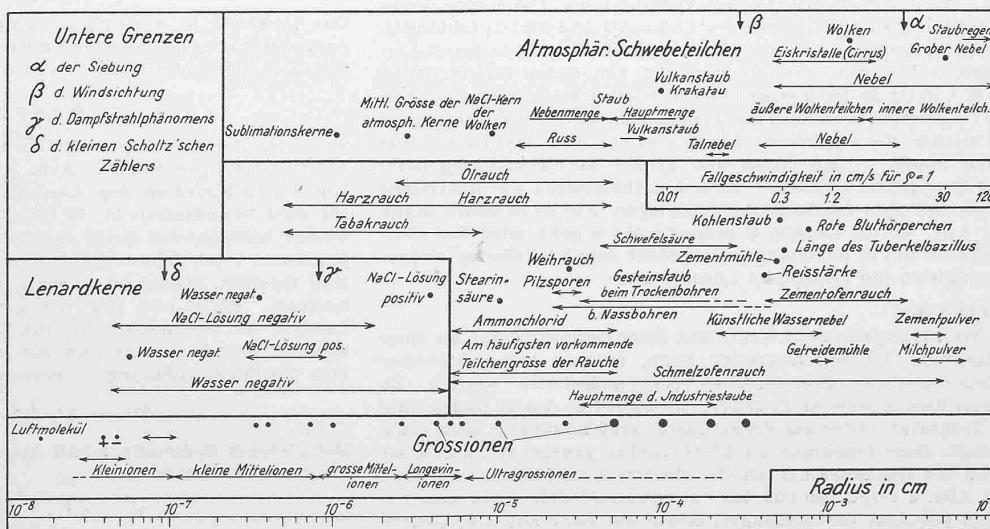 Untere Grenzen
α der Siebung
β d. Windsichtung
γ d. Dampfstrahlphänomens
δ d. kleinen Scholtz'schen
Zählers
Atmosphär. Schwebeteilchen
β
α
Wolken
Staubregen
Eiskristalle (Cirrus)
Grober Nebel
Vulkanstaub
Krakatau
Nebel
Mittl. Grösse der
atmosph. Kerne
NaCl-Kern
der
Wolken
Staub
Nebenmenge
Hauptmenge
äußere Wolkenteilchen
innere Wolkenteilch.
Sublimationskerne
Russ
Vulkanstaub
Talnebel
Nebel
Ölrauch
Harzrauch
Harzrauch
Tabakrauch
Fallgeschwindigkeit in cm/s für ρ=1
0.01 0.3 1.2 30 120
Kohlenstaub
Rote Blutkörperchen
Schwefelsäure
Länge des Tuberkelbazillus
Zementmühle
Reisstärke
Weihrauch
Pilzsporen
Gesteinstaub
beim Trockenbohren
Zementofenrauch
b. Nassbohren
Künstliche Wassernebel
Zementpulver
Getreidemühle
Milchpulver
Lenardkerne
δ
γ
Wasser negat.
NaCl-Lösung
positiv
NaCl-Lösung negativ
Wasser negat.
NaCl-Lösung pos.
Wasser negativ
Stearin-
säure
Ammonchlorid
Am häufigsten vorkommende
Teilchengrösse der Rauche
Schmelzofenrauch
Hauptmenge d. Industriestaube
Luftmolekül
+ −
Grossionen
Kleinionen
kleine Mittelionen
grosse Mittel-
ionen
Longevin-
ionen
Ultragrossionen
10⁻⁸ 10⁻⁷ 10⁻⁶ 10⁻⁵ 10⁻⁴ 10⁻³
Radius in cm